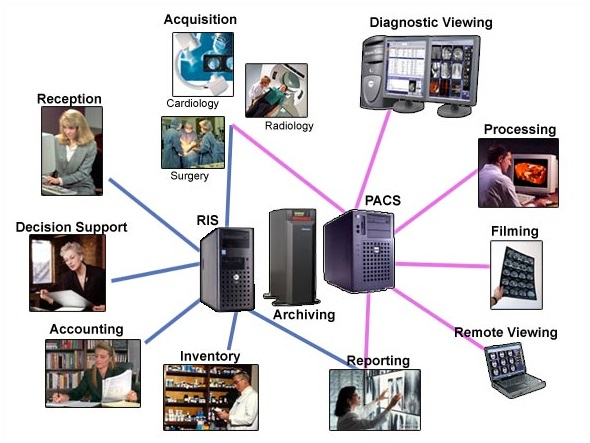 Acquisition
Diagnostic Viewing
Cardiology
Reception
Radiology
Processing
Surgery
PACS
RIS
Decision Support
Filming
Archiving
Accounting
Remote Viewing
Inventory
Reporting